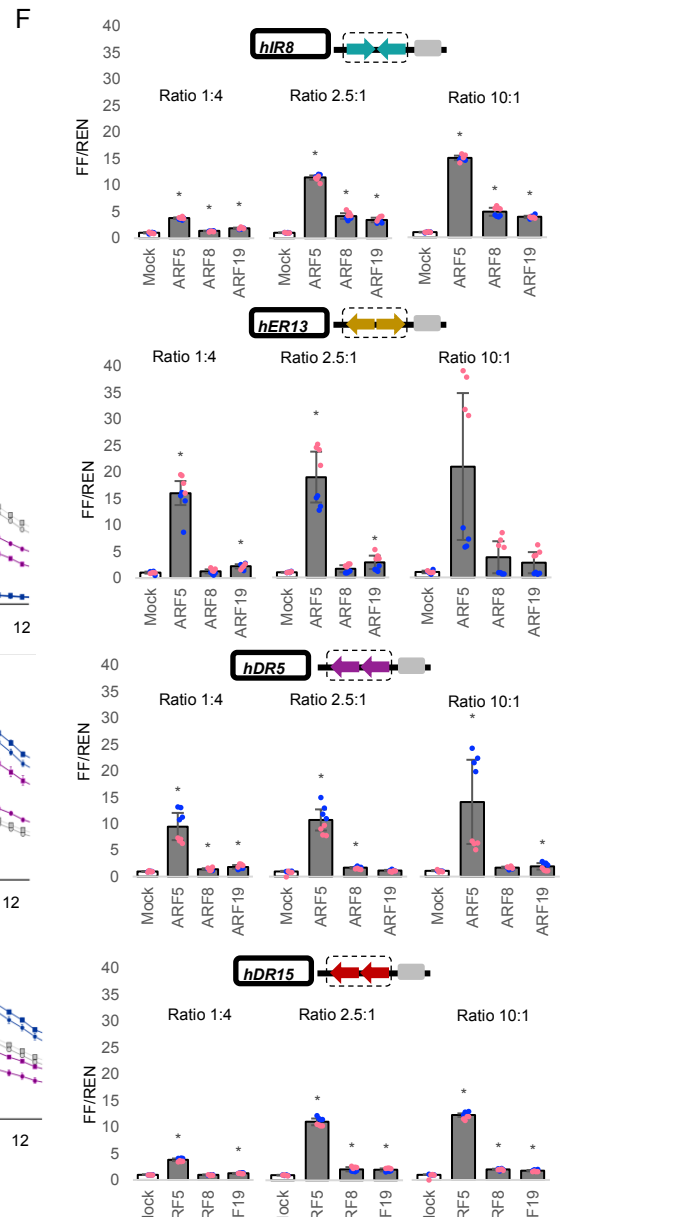 F
hIR8
40
35
30
25
20
15
10
5
0
FF/REN
Ratio 1:4
Ratio 2.5:1
Ratio 10:1
* * * * * * * * *
Mock ARF5 ARF8 ARF19 Mock ARF5 ARF8 ARF19 Mock ARF5 ARF8 ARF19
hER13
Ratio 1:4
Ratio 2.5:1
Ratio 10:1
40
35
30
25
20
15
10
5
0
FF/REN
* * * *
Mock ARF5 ARF8 ARF19 Mock ARF5 ARF8 ARF19 Mock ARF5 ARF8 ARF19
12
hDR5
40
35
30
25
20
15
10
5
0
FF/REN
Ratio 1:4
Ratio 2.5:1
Ratio 10:1
* * * * * * *
Mock ARF5 ARF8 ARF19 Mock ARF5 ARF8 ARF19 Mock ARF5 ARF8 ARF19
12
hDR15
40
35
30
25
20
15
10
5
0
FF/REN
Ratio 1:4
Ratio 2.5:1
Ratio 10:1
* * * * * * * *
12